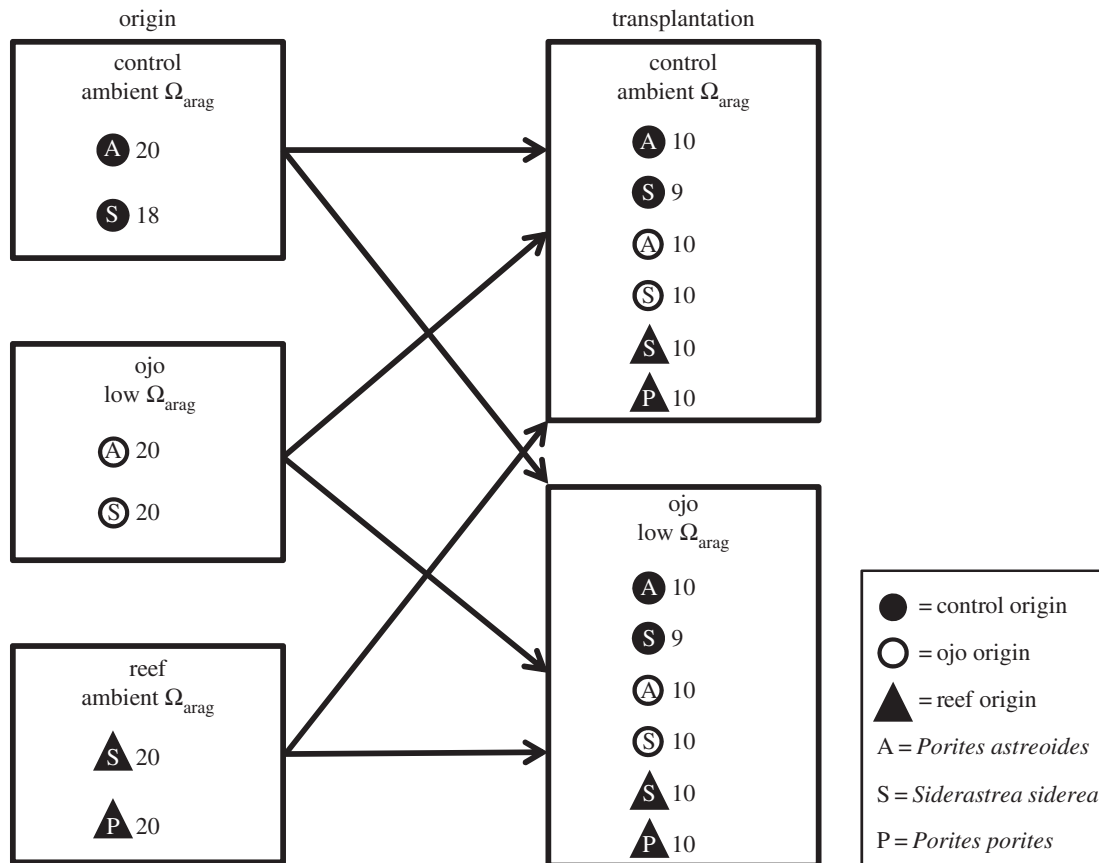 origin
control
ambient Ωarag
A 20
S 18
ojo
low Ωarag
A 20
S 20
reef
ambient Ωarag
S 20
P 20
transplantation
control
ambient Ωarag
A 10
S 9
A 10
S 10
S 10
P 10
ojo
low Ωarag
A 10
S 9
A 10
S 10
S 10
P 10
= control origin
= ojo origin
= reef origin
A = Porites astreoides
S = Siderastrea siderea
P = Porites porites